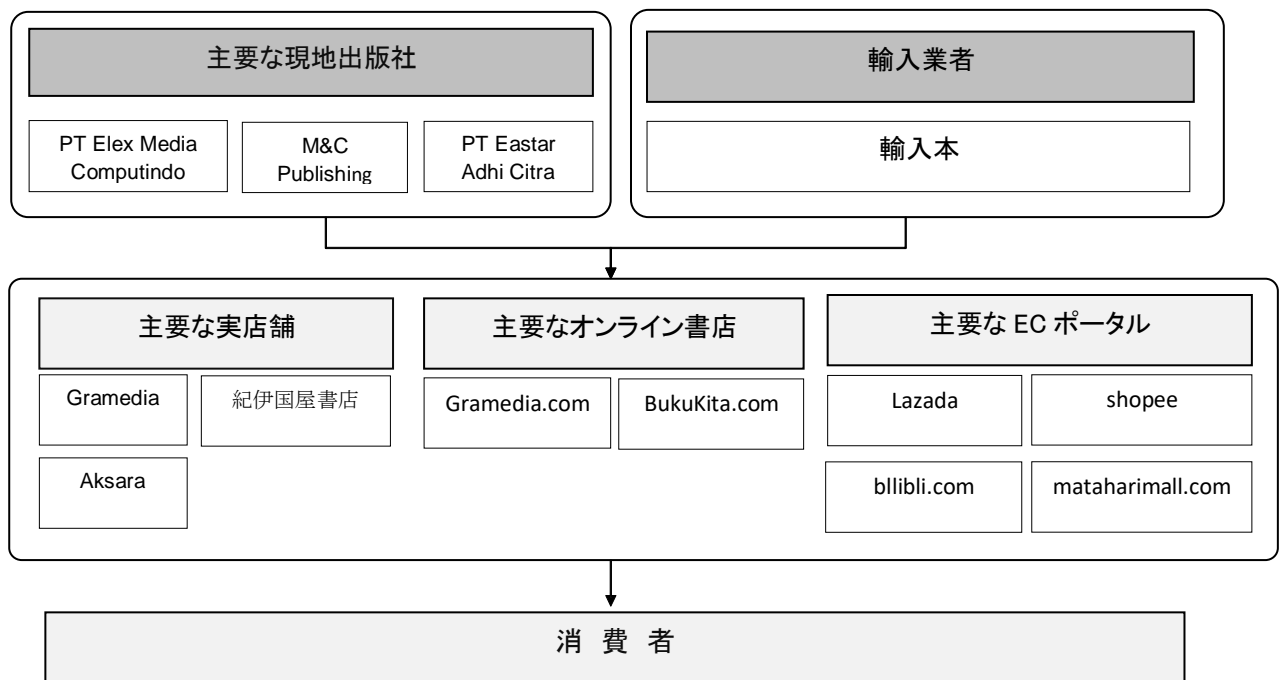 主要な現地出版社
輸入業者
PT Elex Media
Computindo
M&C
Publishing
PT Eastar
Adhi Citra
輸入本
主要な実店舗
主要なオンライン書店
主要な EC ポータル
Gramedia
紀伊国屋書店
Gramedia.com
BukuKita.com
Lazada
shopee
Aksara
bllibli.com
mataharimall.com
消 費 者